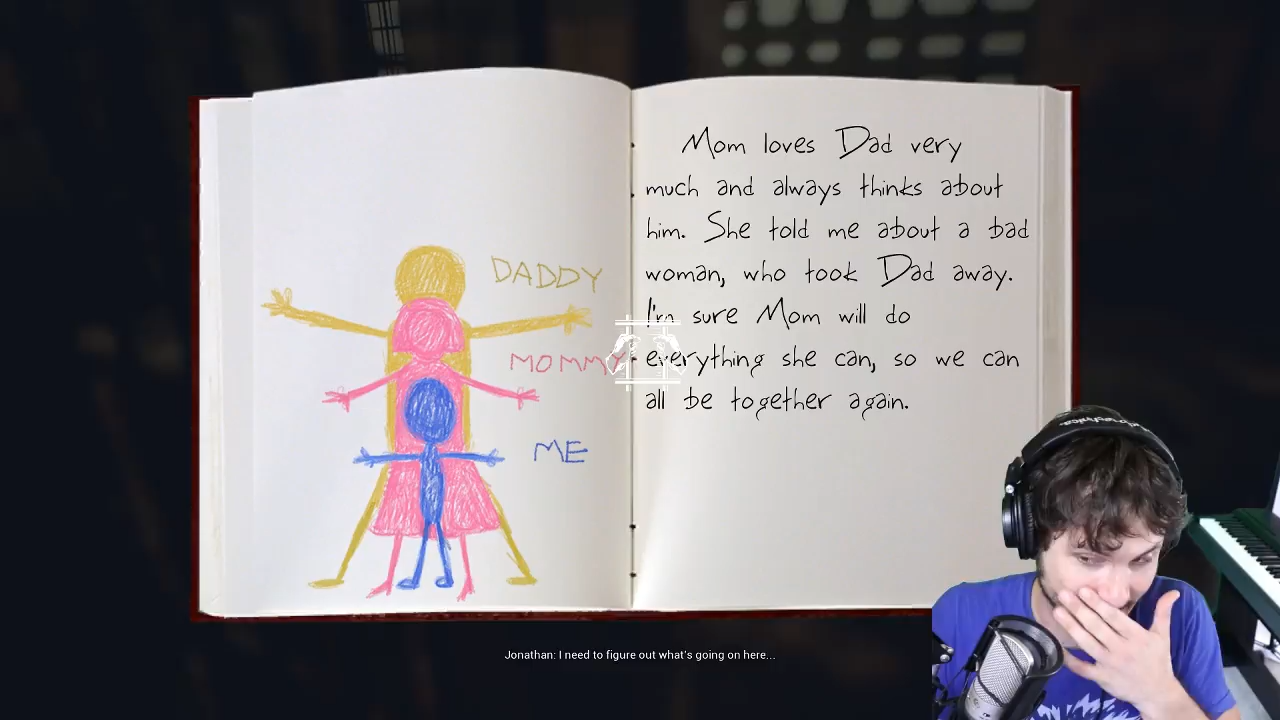 DADDY
MOMMY
ME
Mom loves Dad very
much and always thinks about
him. She told me about a bad
woman, who took Dad away.
I'm sure Mom will do
everything she can, so we can
all be together again.
Jonathan: I need to figure out what's going on here...